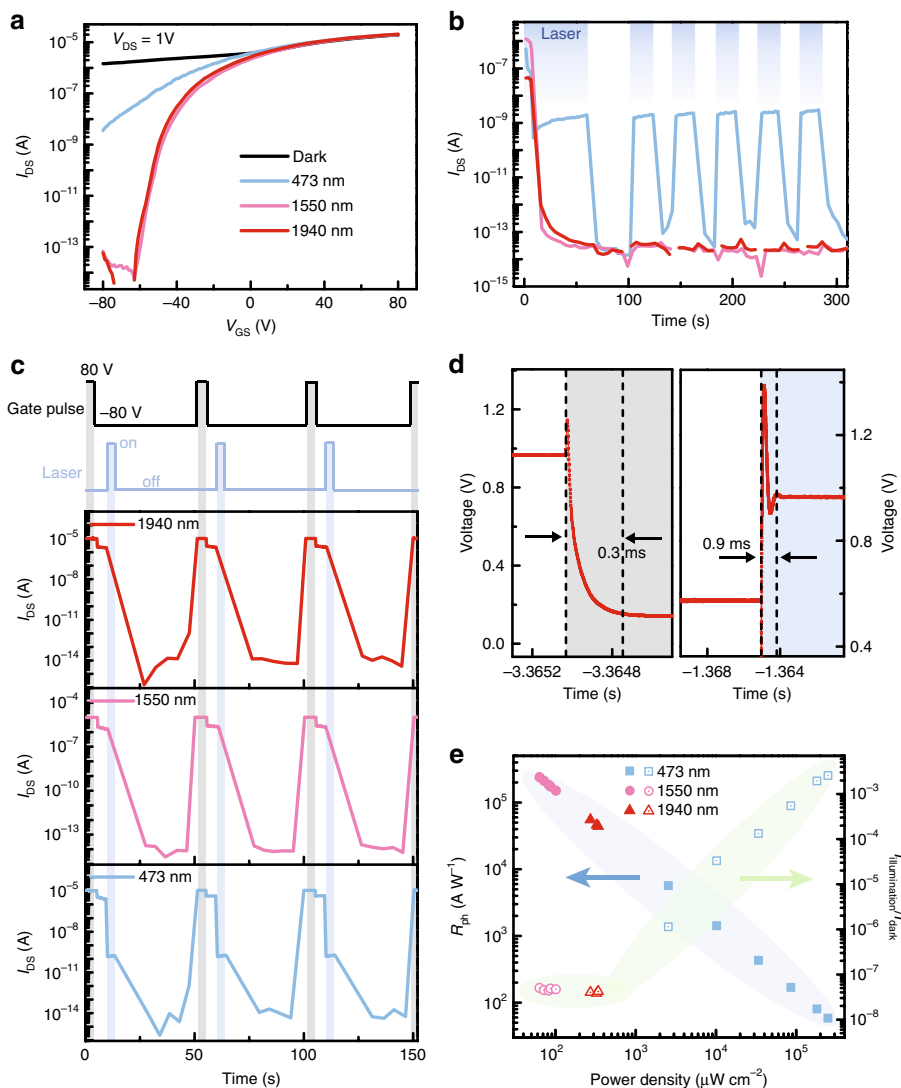 a
V_DS = 1V
10^-5
10^-7
10^-9
10^-11
10^-13
I_DS (A)
Dark
473 nm
1550 nm
1940 nm
−80
−40
0
40
80
V_GS (V)
b
Laser
10^-5
10^-7
10^-9
10^-11
10^-13
10^-15
I_DS (A)
0
100
200
300
Time (s)
c
80 V
Gate pulse
−80 V
on
Laser
off
1940 nm
10^-5
10^-8
10^-11
10^-14
I_DS (A)
1550 nm
10^-4
10^-7
10^-10
10^-13
I_DS (A)
473 nm
10^-5
10^-8
10^-11
10^-14
I_DS (A)
0
50
100
150
Time (s)
d
1.2
0.8
0.4
0.0
Voltage (V)
0.3 ms
−3.3652
−3.3648
Time (s)
0.9 ms
1.2
0.8
0.4
Voltage (V)
−1.368
−1.364
Time (s)
e
473 nm
1550 nm
1940 nm
10^5
10^4
10^3
10^2
R_ph (A W^-1)
10^-3
10^-4
10^-5
10^-6
10^-7
10^-8
I_illumination/I_dark
10^2
10^3
10^4
10^5
Power density (μW cm^-2)